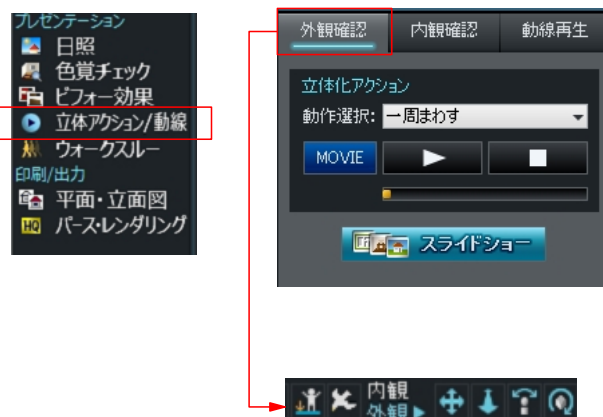 プレゼンテーション
日照
色覚チェック
ビフォー効果
立体アクション/動線
ウォークスルー
印刷/出力
平面・立面図
HQ パース・レンダリング
外観確認 内観確認 動線再生
立体化アクション
動作選択: 一周まわす
MOVIE
スライドショー
内観
外観